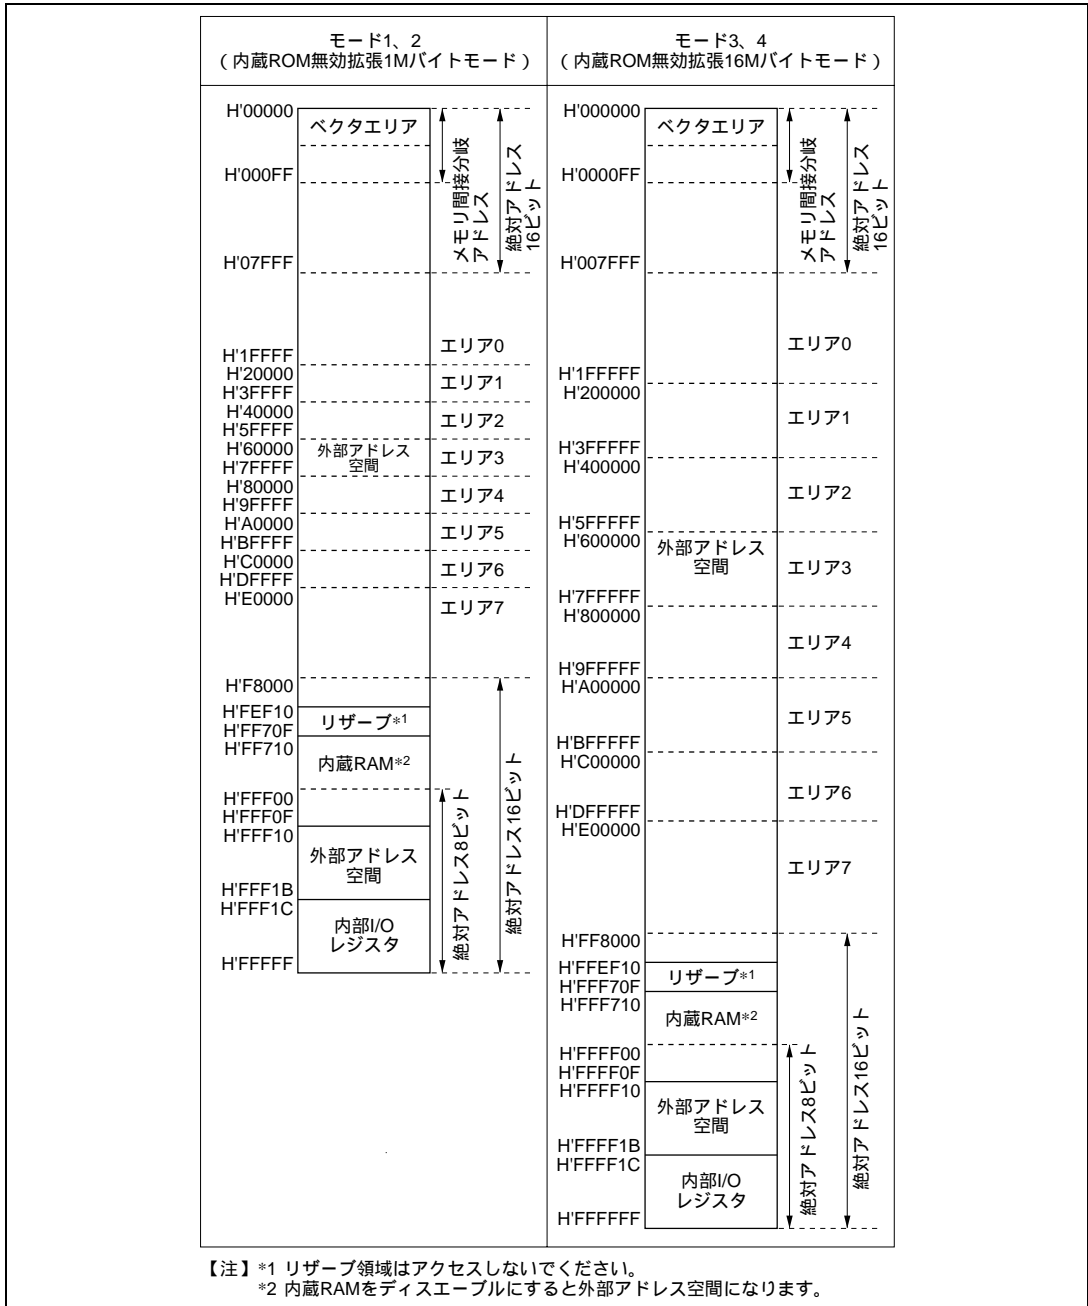 モード1、2
(内蔵ROM無効拡張1Mバイトモード)
H'00000
ベクタエリア
H'000FF
H'07FFF
メモリ間接分岐
アドレス
絶対アドレス
16ビット
H'1FFFF
エリア0
H'20000
H'3FFFF
エリア1
H'40000
H'5FFFF
エリア2
H'60000
H'7FFFF
外部アドレス
空間
エリア3
H'80000
H'9FFFF
エリア4
H'A0000
H'BFFFF
エリア5
H'C0000
H'DFFFF
エリア6
H'E0000
エリア7
H'F8000
H'FEF10
リザーブ*1
H'FF70F
H'FF710
内蔵RAM*2
H'FFF00
H'FFF0F
H'FFF10
外部アドレス
空間
H'FFF1B
H'FFF1C
内部I/O
レジスタ
H'FFFFF
絶対アドレス8ビット
絶対アドレス16ビット
モード3、4
(内蔵ROM無効拡張16Mバイトモード)
H'000000
ベクタエリア
H'0000FF
H'007FFF
メモリ間接分岐
アドレス
絶対アドレス
16ビット
エリア0
H'1FFFFF
H'200000
エリア1
H'3FFFFF
H'400000
エリア2
H'5FFFFF
H'600000
外部アドレス
空間
エリア3
H'7FFFFF
H'800000
エリア4
H'9FFFFF
H'A00000
エリア5
H'BFFFFF
H'C00000
エリア6
H'DFFFFF
H'E00000
エリア7
H'FF8000
H'FFEF10
リザーブ*1
H'FFF70F
H'FFF710
内蔵RAM*2
H'FFFF00
H'FFFF0F
H'FFFF10
外部アドレス
空間
H'FFFF1B
H'FFFF1C
内部I/O
レジスタ
H'FFFFFF
絶対アドレス8ビット
絶対アドレス16ビット
【注】*1 リザーブ領域はアクセスしないでください。
*2 内蔵RAMをディスエーブルにすると外部アドレス空間になります。